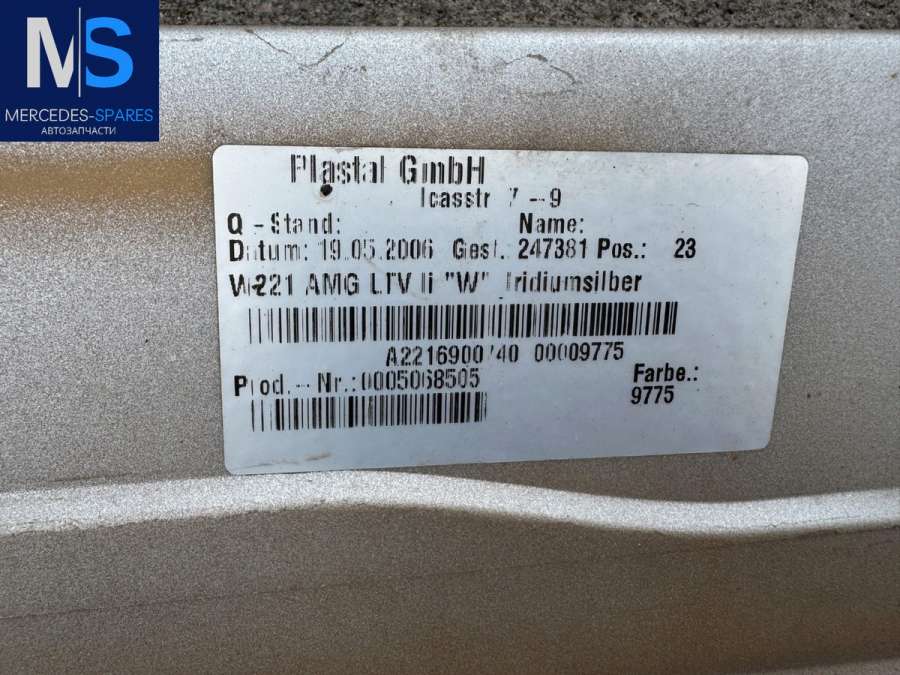 MS
MERCEDES-SPARES
АВТОЗАПЧАСТИ
Plastal GmbH
7 - 9
Q - Stand: Name:
Datum: 19.05.2006 Gest. 247381 Pos.: 23
W221 AMG LTV li "W" Iridiumsilber
00009775
Prod. - Nr.: 0005068505 Farbe.:
9775